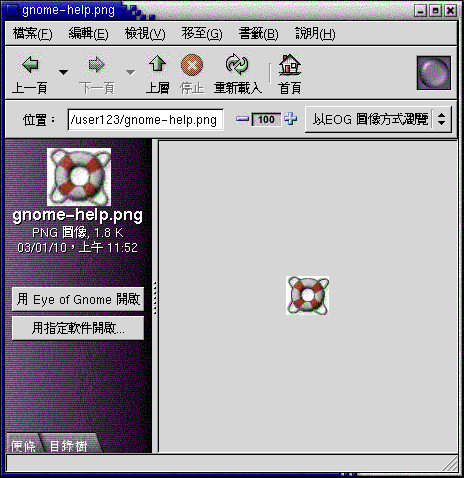 gnome-help.png
檔案(F) 編輯(E) 檢視(V) 移至(G) 書籤(B) 說明(H)
上一頁 下一頁 上層 停止 重新載入 首頁
位置： /user123/gnome-help.png 100 以EOG 圖像方式瀏覽
gnome-help.png
PNG 圖像, 1.8 K
03/01/10，上午 11:52
用 Eye of Gnome 開啟
用指定軟件開啟...
便條 目錄樹